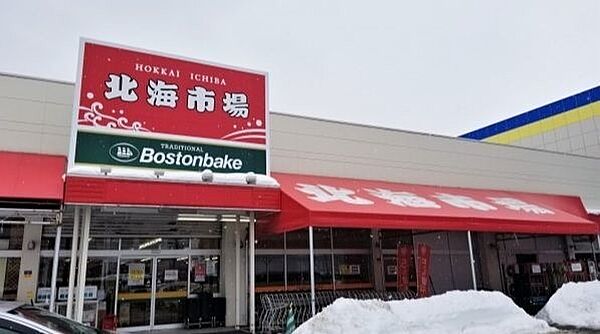 HOKKAI ICHIBA
北海市場
TRADITIONAL
Bostonbake
北海市場